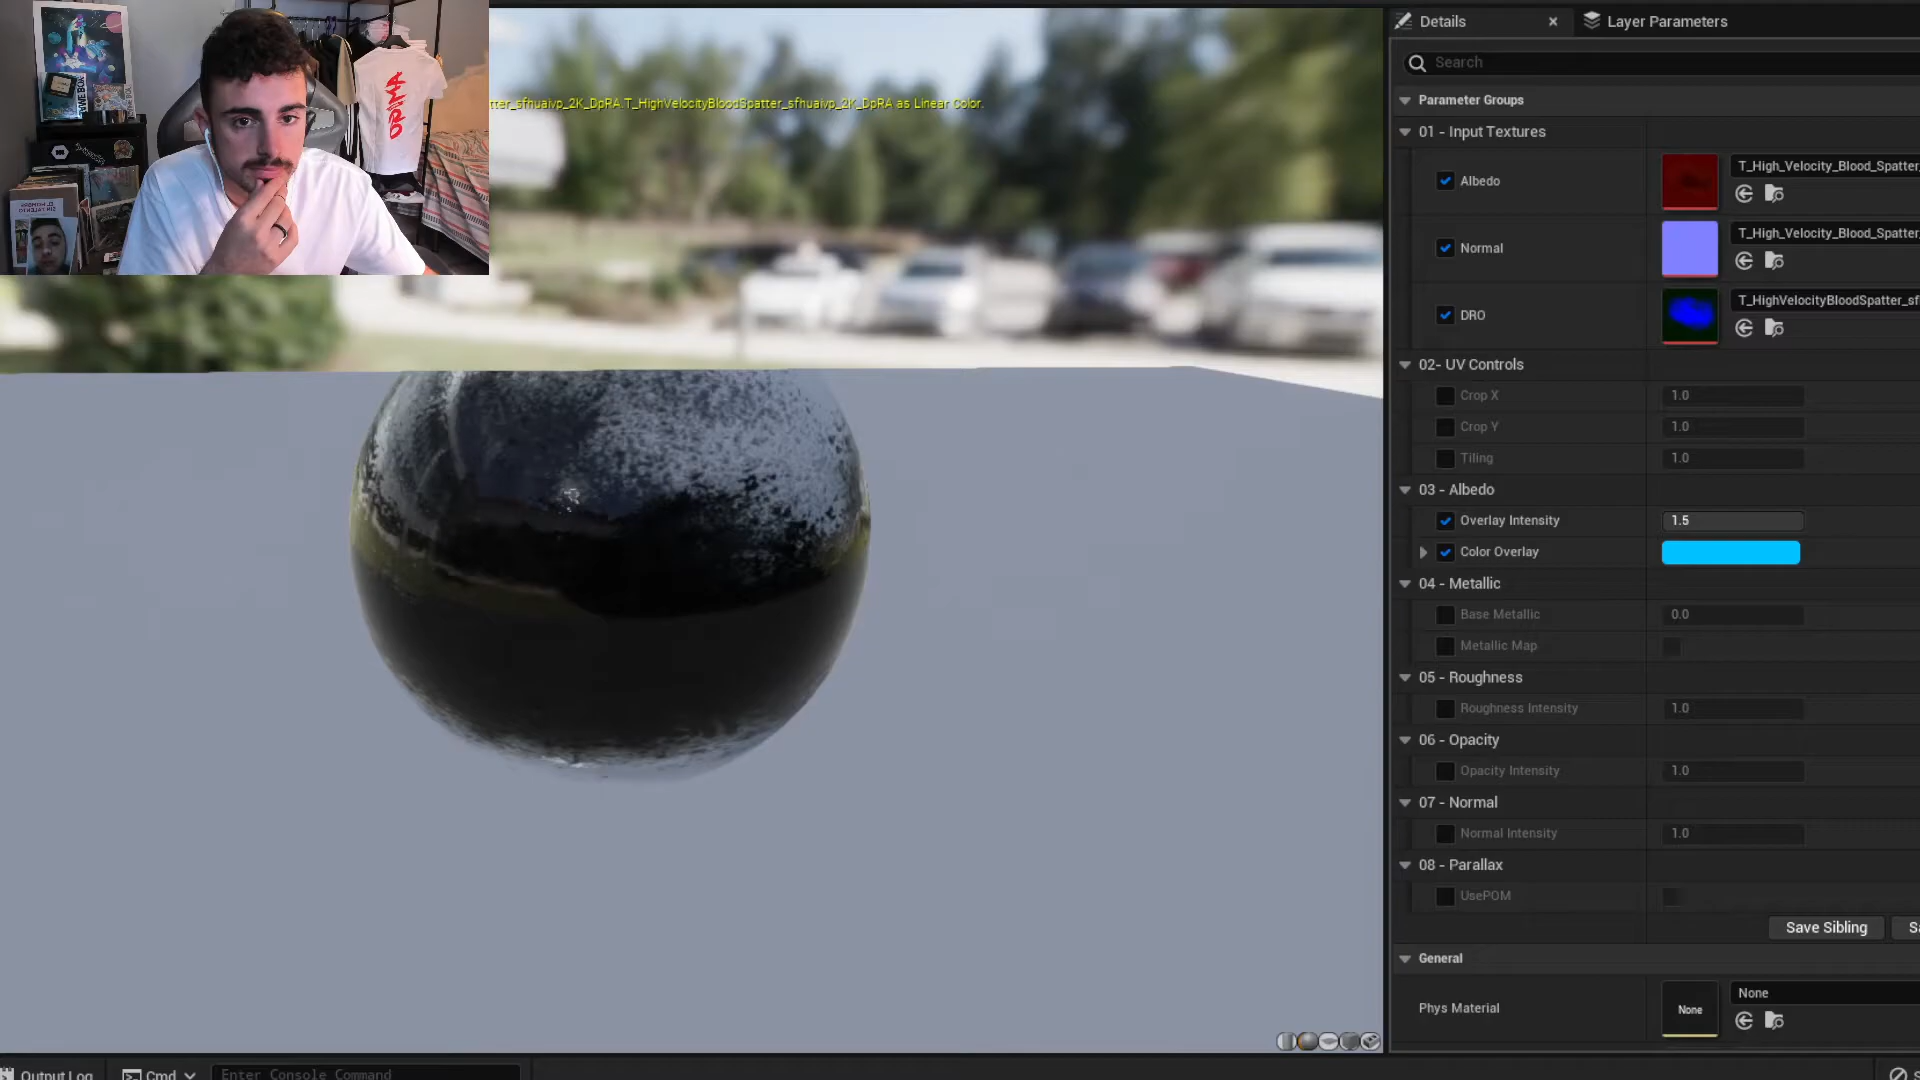 tter_sfhuaivp_2K_DpRA.T_HighVelocityBloodSpatter_sfhuaivp_2K_DpRA as Linear Color.
Details
Layer Parameters
Search
Parameter Groups
01 - Input Textures
Albedo
T_High_Velocity_Blood_Spatter_
Normal
T_High_Velocity_Blood_Spatter_
DRO
T_HighVelocityBloodSpatter_sf
02- UV Controls
Crop X 1.0
Crop Y 1.0
Tiling 1.0
03 - Albedo
Overlay Intensity 1.5
Color Overlay
04 - Metallic
Base Metallic 0.0
Metallic Map
05 - Roughness
Roughness Intensity 1.0
06 - Opacity
Opacity Intensity 1.0
07 - Normal
Normal Intensity 1.0
08 - Parallax
UsePOM
Save Sibling Sa
General
Phys Material None None
Output Log Cmd Enter Console Command